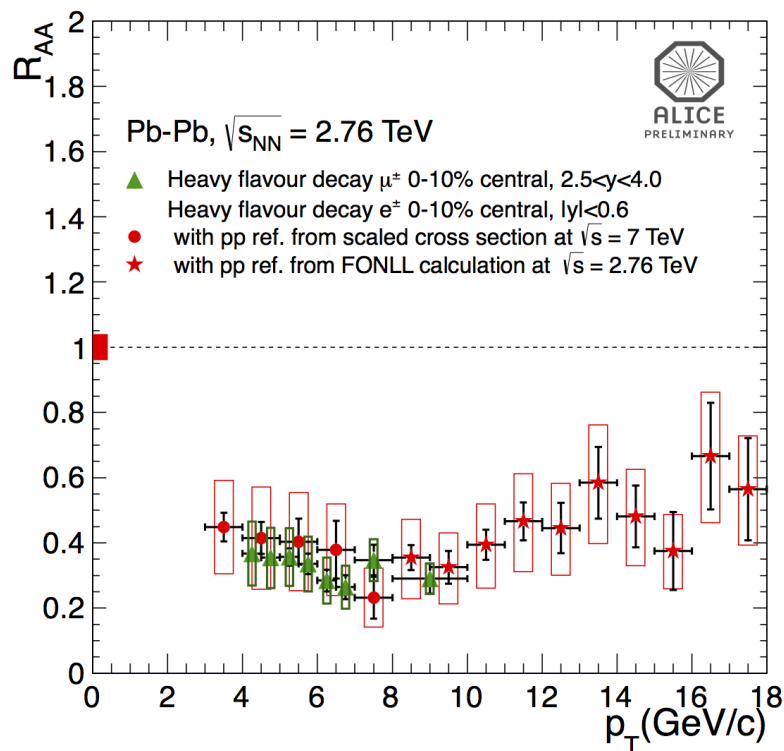 R_AA
2
1.8
1.6
1.4
1.2
1
0.8
0.6
0.4
0.2
0
ALICE
PRELIMINARY
Pb-Pb, √s_NN = 2.76 TeV
Heavy flavour decay μ± 0-10% central, 2.5<y<4.0
Heavy flavour decay e± 0-10% central, |y|<0.6
with pp ref. from scaled cross section at √s = 7 TeV
with pp ref. from FONLL calculation at √s = 2.76 TeV
0 2 4 6 8 10 12 14 16 18
p_T(GeV/c)